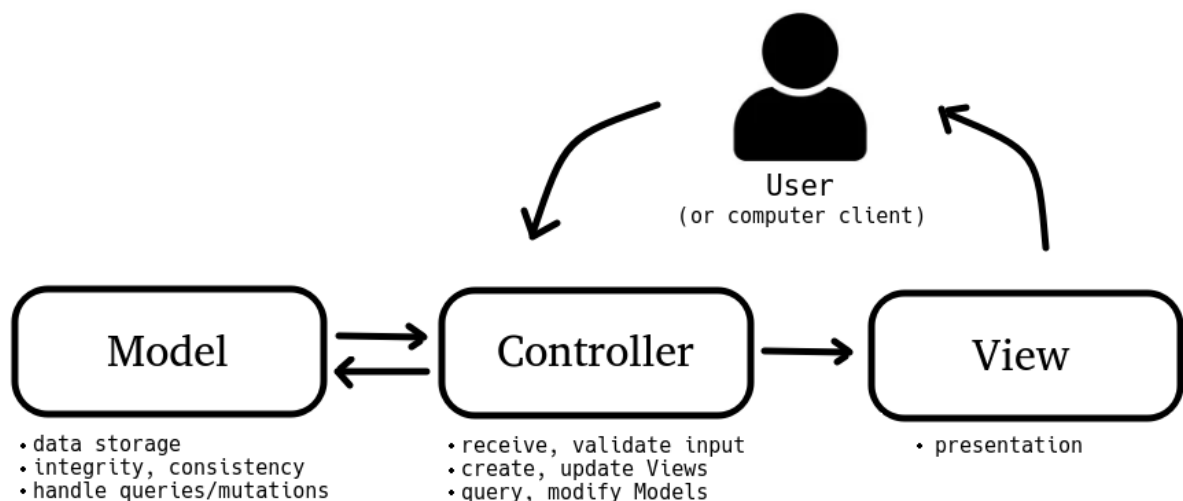 User
(or computer client)
Model
Controller
View
• data storage
• integrity, consistency
• handle queries/mutations
• receive, validate input
• create, update Views
• query, modify Models
• presentation